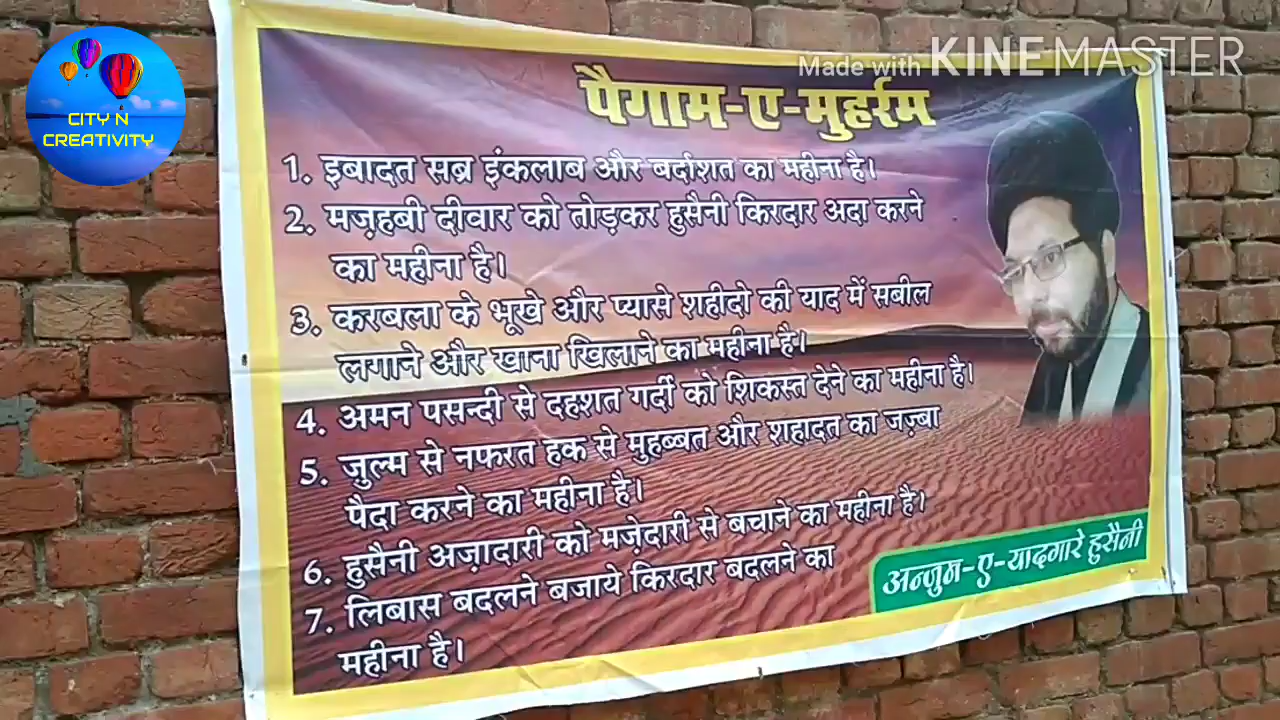 CITY N
CREATIVITY
Made with KINEMASTER
पैगाम-ए-मुहर्रम
1. इबादत सब्र इंकलाब और बर्दाशत का महीना है।
2. मज़हबी दीवार को तोड़कर हुसैनी किरदार अदा करने
का महीना है।
3. करबला के भूखे और प्यासे शहीदो की याद में सबील
लगाने और खाना खिलाने का महीना है।
4. अमन पसन्दी से दहशत गर्दी को शिकस्त देने का महीना है।
5. जुल्म से नफरत हक से मुहब्बत और शहादत का जज़्बा
पैदा करने का महीना है।
6. हुसैनी अज़ादारी को मज़ेदारी से बचाने का महीना है।
7. लिबास बदलने बजाये किरदार बदलने का
महीना है।
अन्जुम-ए-यादगारे हुसैनी